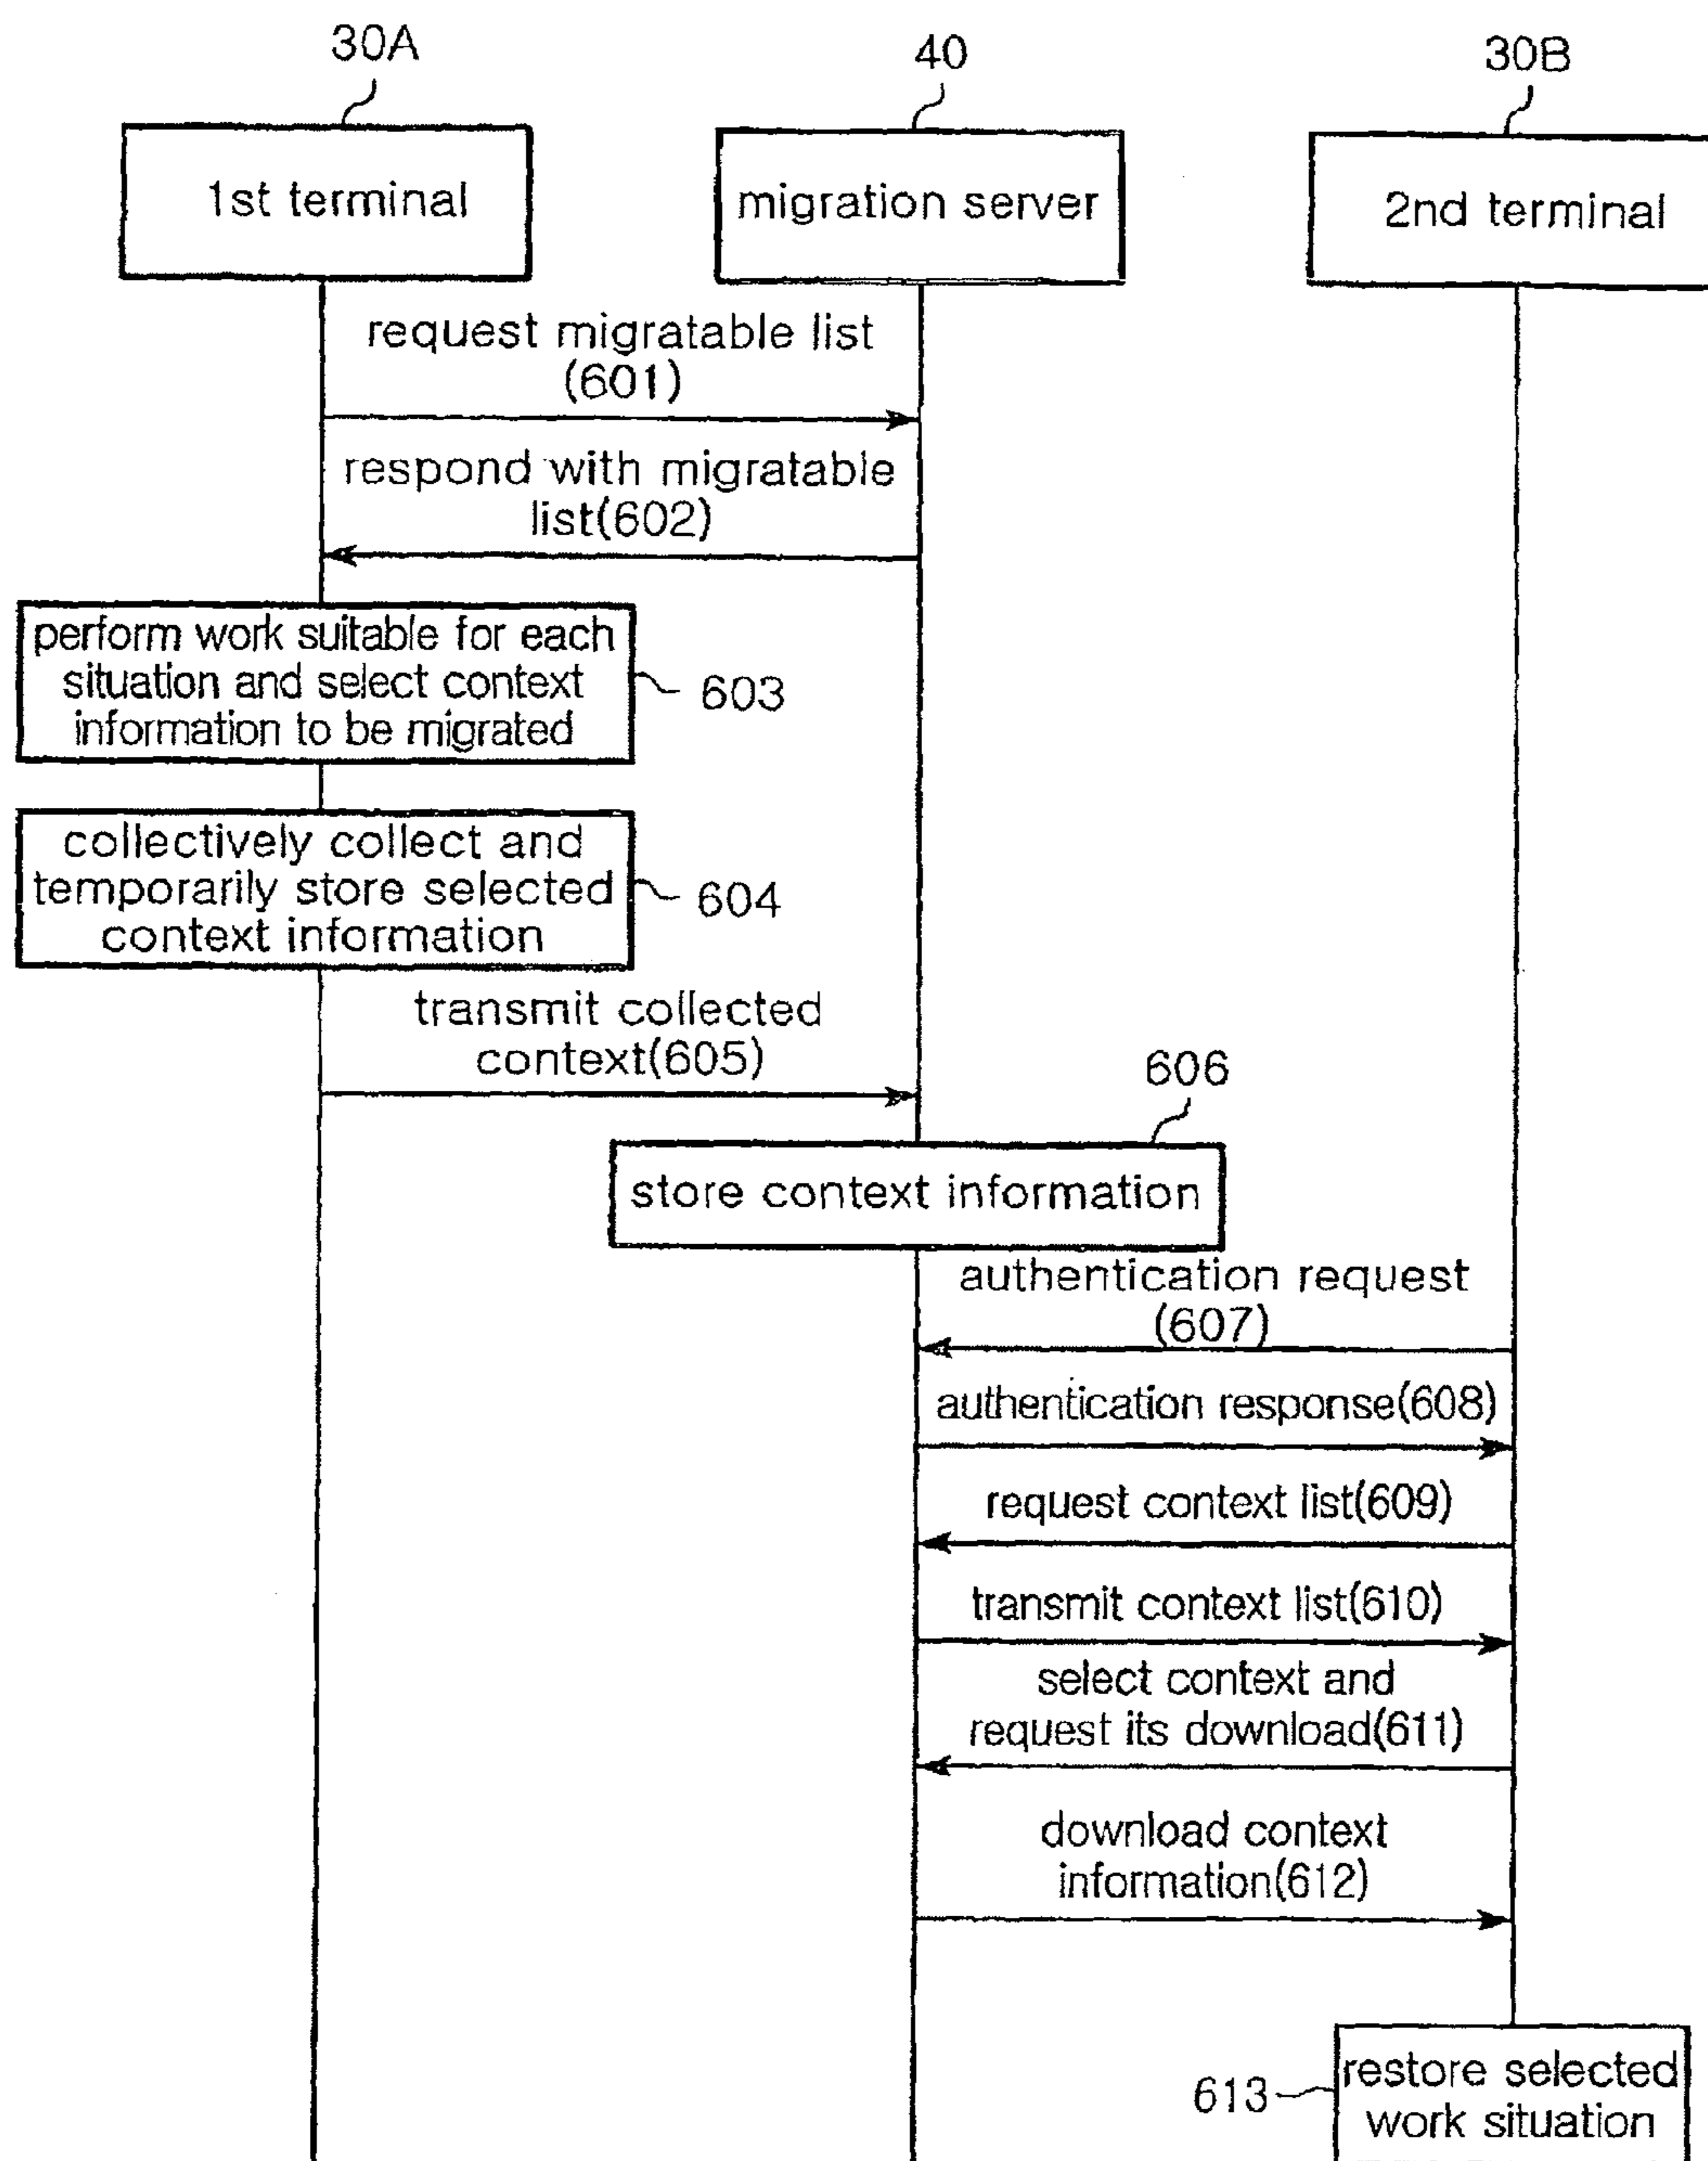 30A
40
30B
1st terminal
migration server
2nd terminal
request migratable list
(601)
respond with migratable
list(602)
perform work suitable for each
situation and select context
information to be migrated
603
collectively collect and
temporarily store selected
context information
604
transmit collected
context(605)
606
store context information
authentication request
(607)
authentication response(608)
request context list(609)
transmit context list(610)
select context and
request its download(611)
download context
information(612)
613
restore selected
work situation